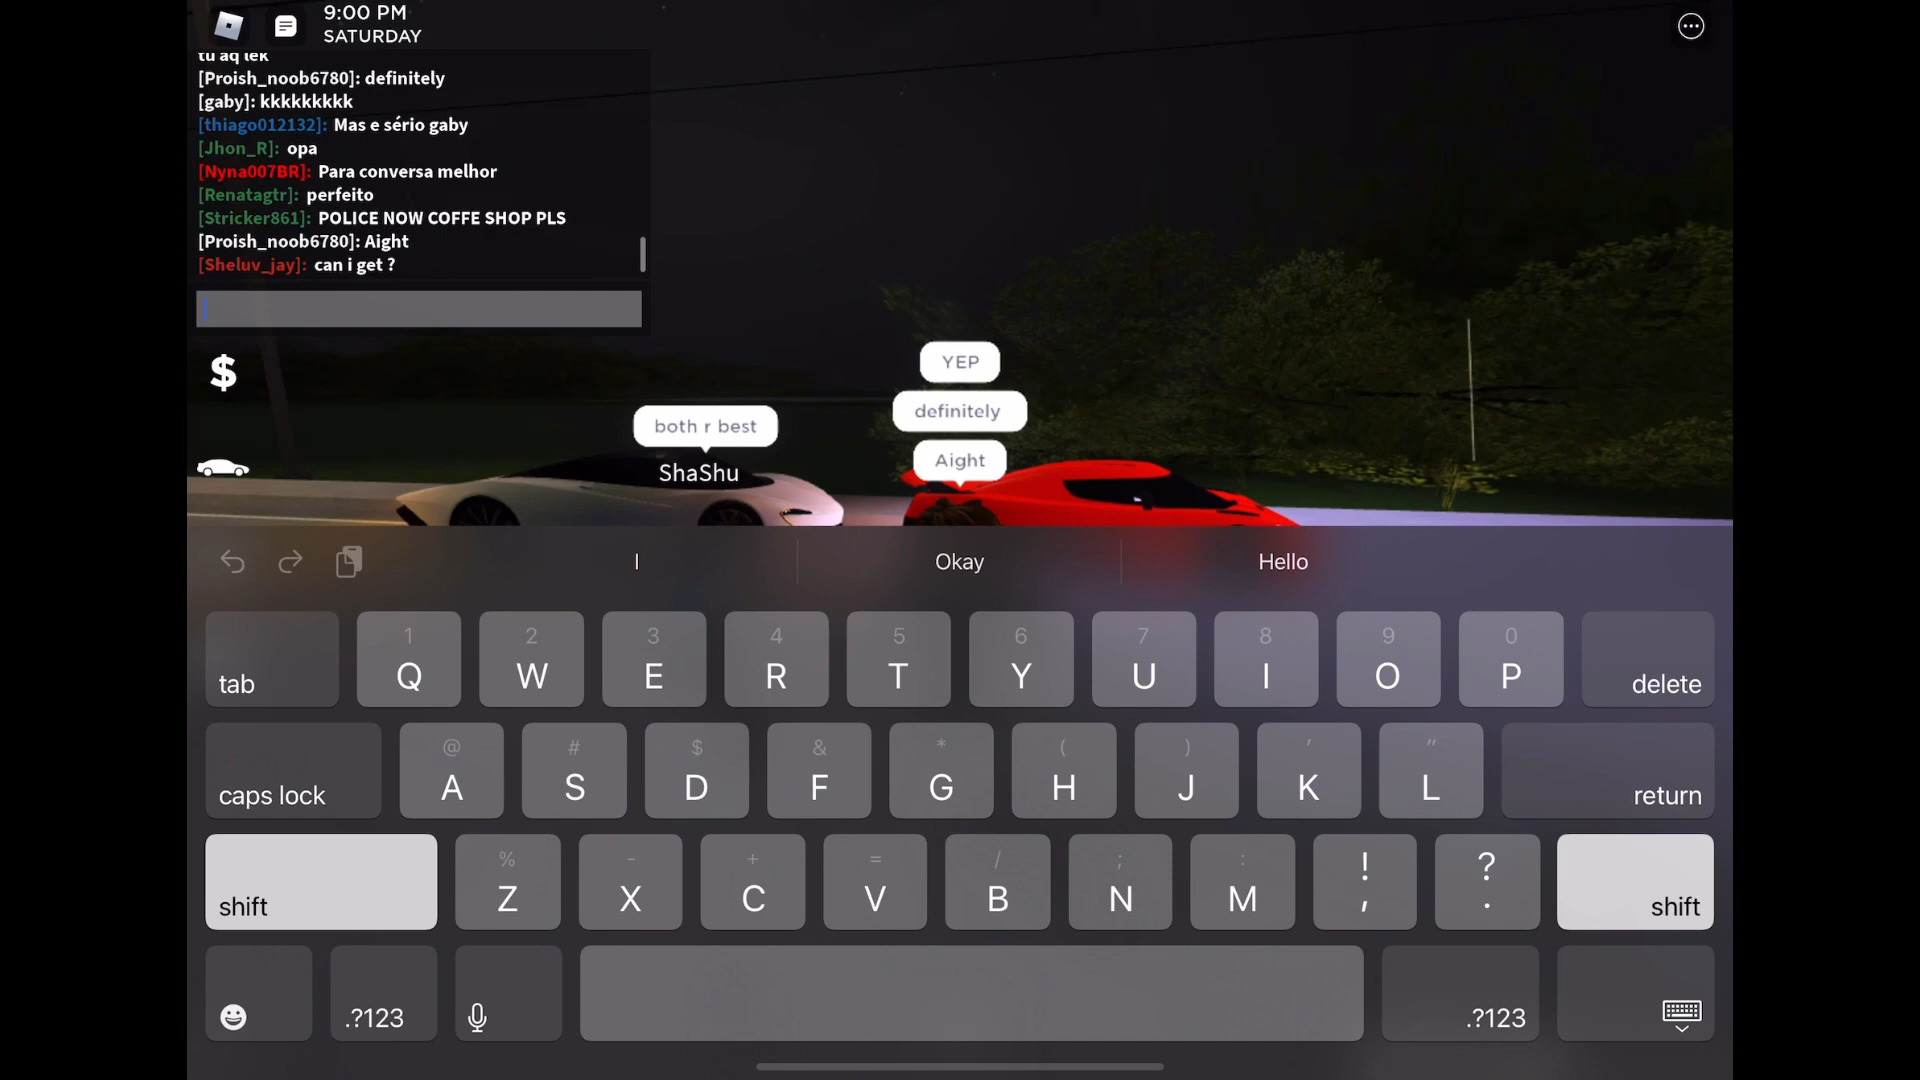 9:00 PM
SATURDAY
tu aq lek
[Proish_noob6780]: definitely
[gaby]: kkkkkkkkk
[thiago012132]: Mas e sério gaby
[Jhon_R]: opa
[Nyna007BR]: Para conversa melhor
[Renatagtr]: perfeito
[Stricker861]: POLICE NOW COFFE SHOP PLS
[Proish_noob6780]: Aight
[Sheluv_jay]: can i get ?
$
YEP
definitely
both r best
Aight
ShaShu
I Okay Hello
1 2 3 4 5 6 7 8 9 0
tab Q W E R T Y U I O P delete
@ # $ & * ( ) ' "
caps lock A S D F G H J K L return
% - + = / ; : ! ?
shift Z X C V B N M , . shift
.?123 .?123